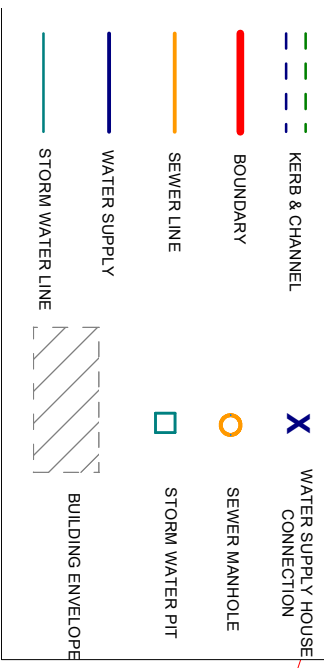 KERB & CHANNEL
BOUNDARY
SEWER LINE
WATER SUPPLY
STORM WATER LINE
X
WATER SUPPLY HOUSE
CONNECTION
SEWER MANHOLE
STORM WATER PIT
BUILDING ENVELOPE